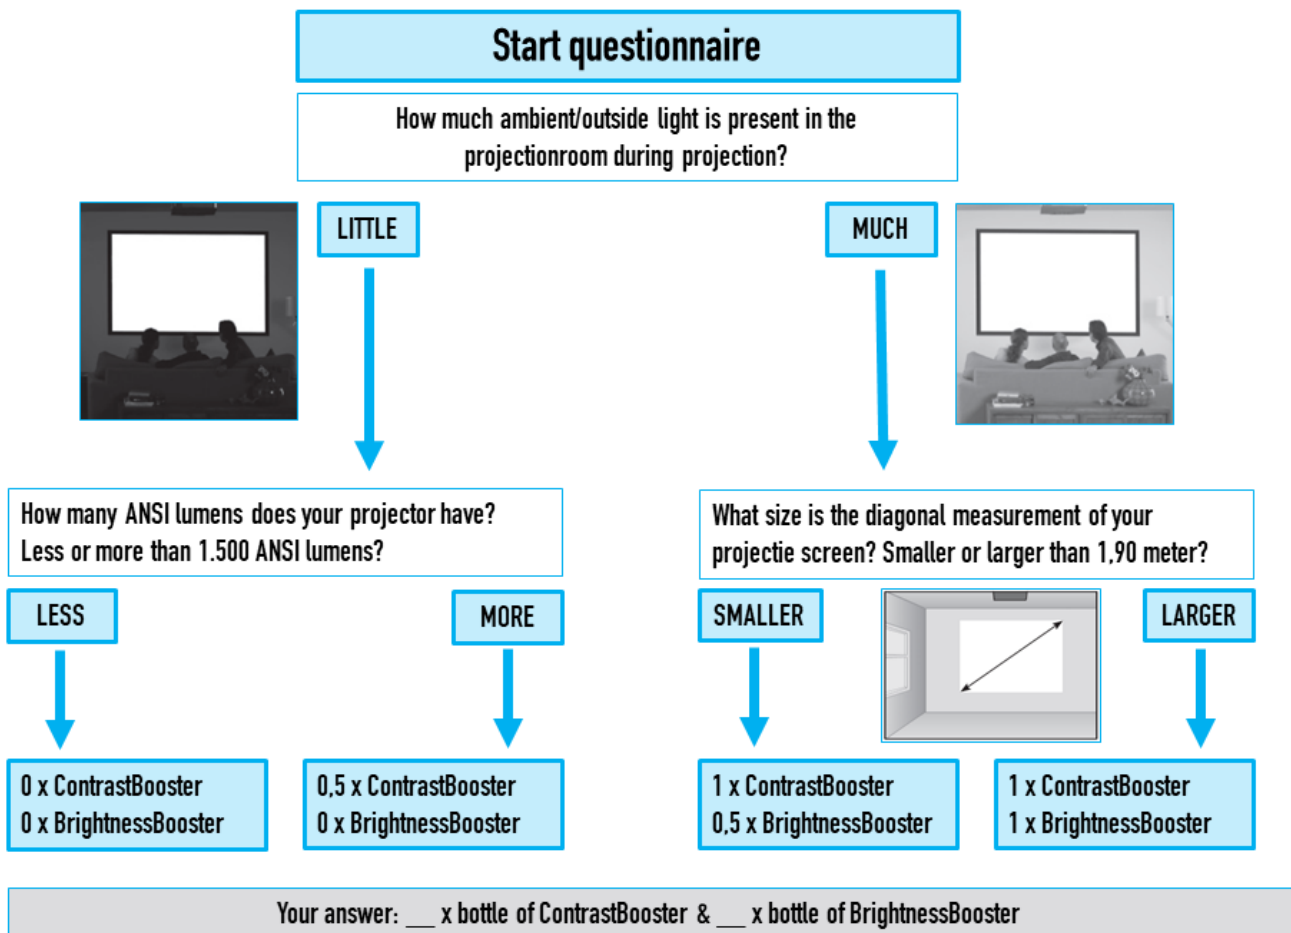 Start questionnaire
How much ambient/outside light is present in the
projectionroom during projection?
LITTLE
MUCH
How many ANSI lumens does your projector have?
Less or more than 1.500 ANSI lumens?
What size is the diagonal measurement of your
projectie screen? Smaller or larger than 1,90 meter?
LESS
MORE
SMALLER
LARGER
0 x ContrastBooster
0 x BrightnessBooster
0,5 x ContrastBooster
0 x BrightnessBooster
1 x ContrastBooster
0,5 x BrightnessBooster
1 x ContrastBooster
1 x BrightnessBooster
Your answer: __ x bottle of ContrastBooster & __ x bottle of BrightnessBooster